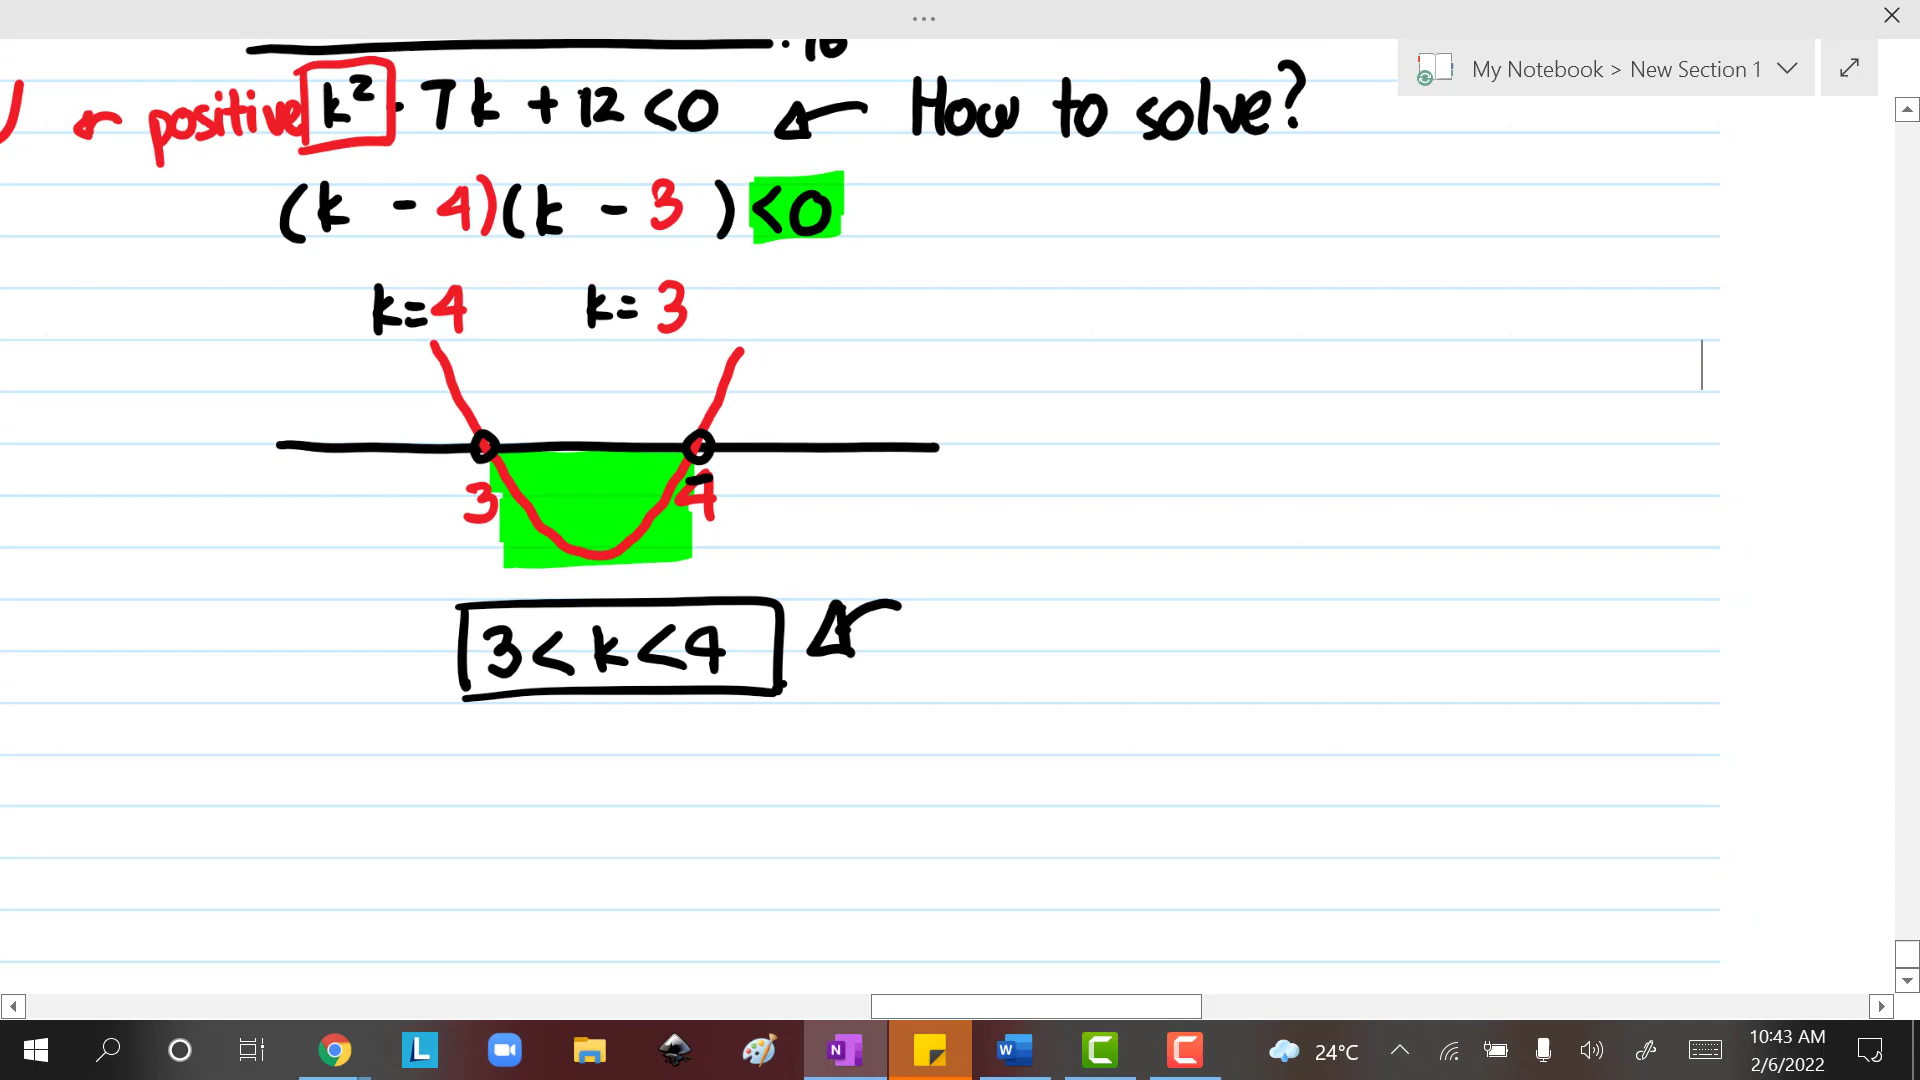 · 16
My Notebook > New Section 1
← positive k² - 7k + 12 < 0 ← How to solve?
(k - 4)(k - 3) < 0
k = 4 k = 3
3 4
3 < k < 4
24°C
10:43 AM
2/6/2022